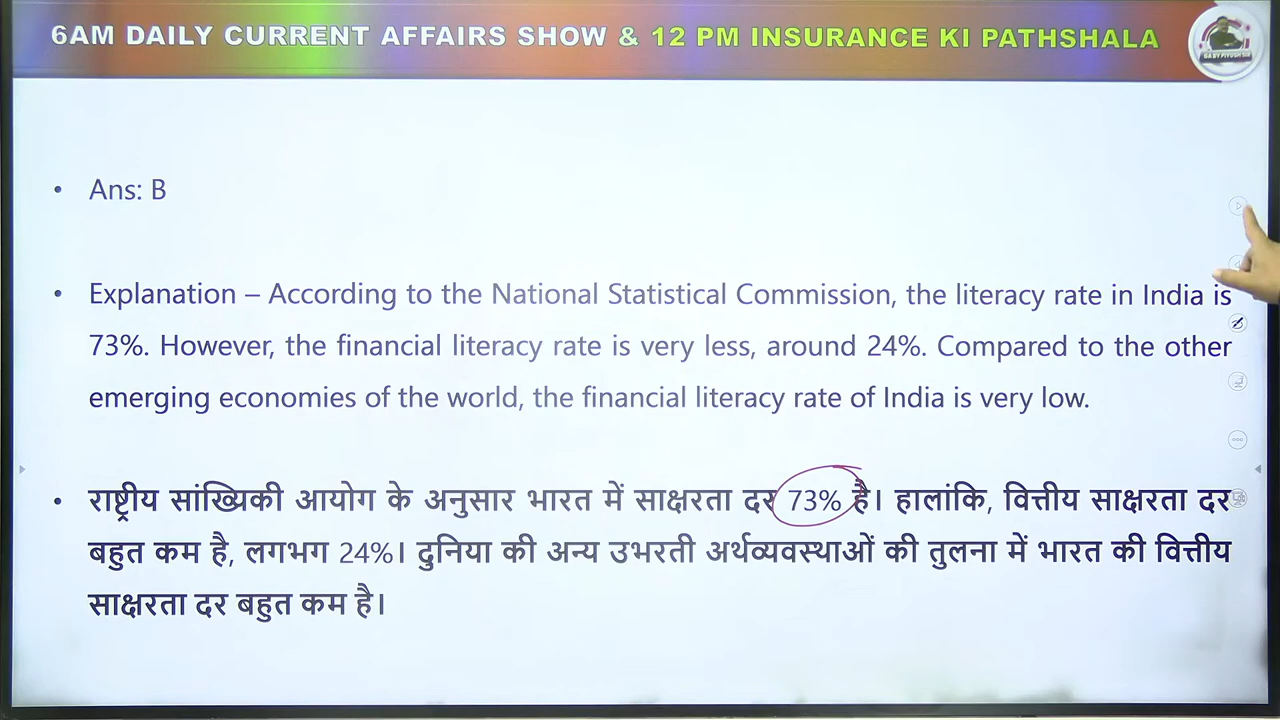 6AM DAILY CURRENT AFFAIRS SHOW & 12 PM INSURANCE KI PATHSHALA
• Ans: B
• Explanation – According to the National Statistical Commission, the literacy rate in India is
73%. However, the financial literacy rate is very less, around 24%. Compared to the other
emerging economies of the world, the financial literacy rate of India is very low.
• राष्ट्रीय सांख्यिकी आयोग के अनुसार भारत में साक्षरता दर 73% है। हालांकि, वित्तीय साक्षरता दर
बहुत कम है, लगभग 24%। दुनिया की अन्य उभरती अर्थव्यवस्थाओं की तुलना में भारत की वित्तीय
साक्षरता दर बहुत कम है।